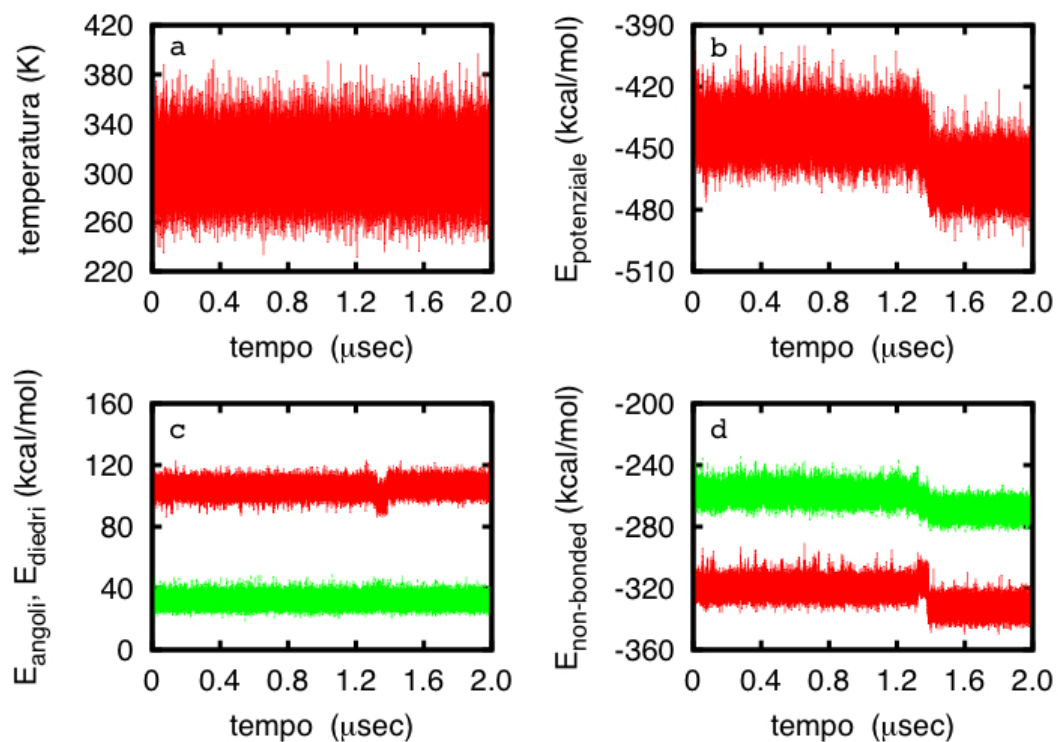 a
temperatura (K)
420
380
340
300
260
220
0 0.4 0.8 1.2 1.6 2.0
tempo (μsec)
b
Epotenziale (kcal/mol)
-390
-420
-450
-480
-510
0 0.4 0.8 1.2 1.6 2.0
tempo (μsec)
c
Eangoli, Ediedri (kcal/mol)
160
120
80
40
0
0 0.4 0.8 1.2 1.6 2.0
tempo (μsec)
d
Enon-bonded (kcal/mol)
-200
-240
-280
-320
-360
0 0.4 0.8 1.2 1.6 2.0
tempo (μsec)